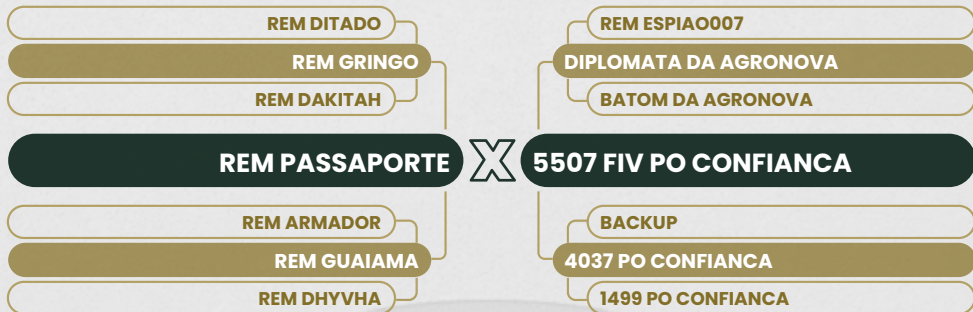 REM DITADO
REM GRINGO
REM DAKITAH
REM PASSAPORTE
REM ARMADOR
REM GUAIAMA
REM DHYVHA
X
REM ESPIAO007
DIPLOMATA DA AGRONOVA
BATOM DA AGRONOVA
5507 FIV PO CONFIANCA
BACKUP
4037 PO CONFIANCA
1499 PO CONFIANCA